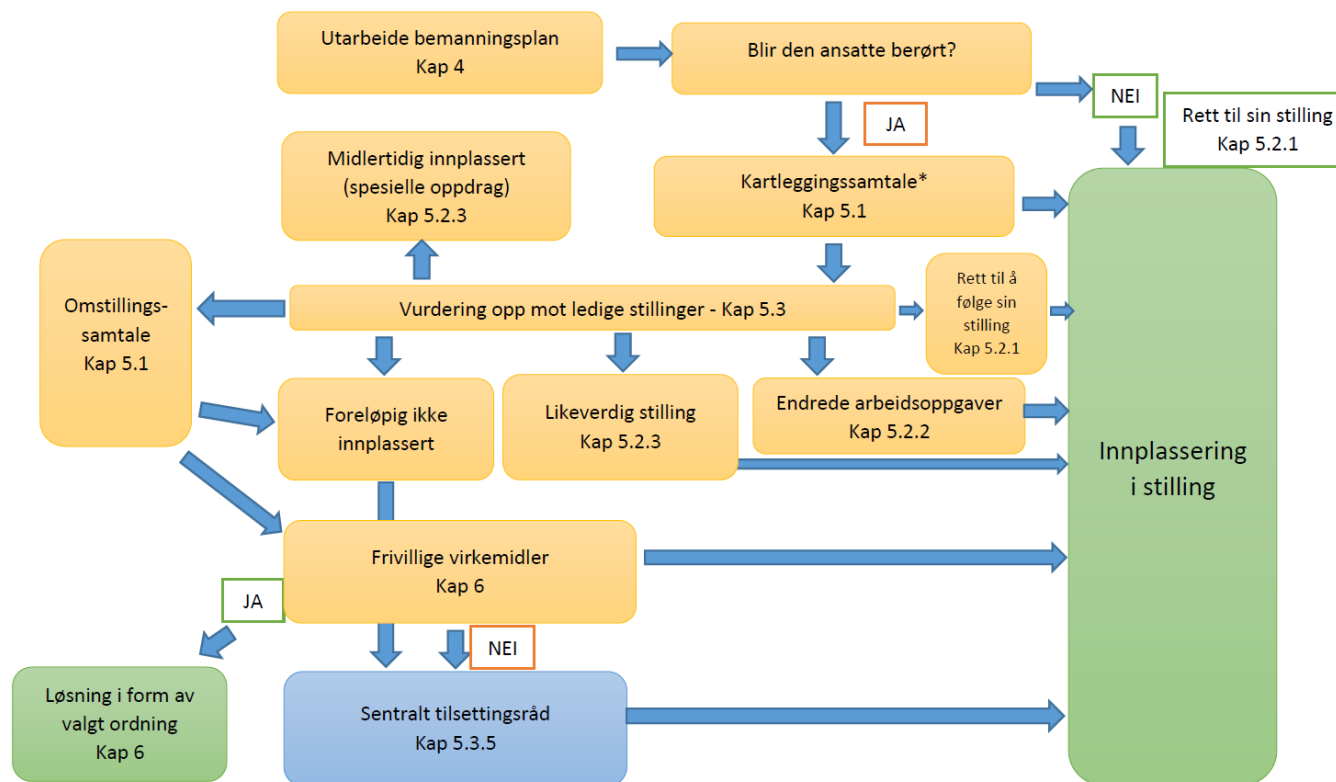 Utarbeide bemanningsplan
Kap 4
Blir den ansatte berørt?
NEI
Rett til sin stilling
Kap 5.2.1
JA
Midlertidig innplassert
(spesielle oppdrag)
Kap 5.2.3
Kartleggingssamtale*
Kap 5.1
Omstillings-
samtale
Kap 5.1
Vurdering opp mot ledige stillinger - Kap 5.3
Rett til å
følge sin
stilling
Kap 5.2.1
Foreløpig ikke
innplassert
Likeverdig stilling
Kap 5.2.3
Endrede arbeidsoppgaver
Kap 5.2.2
Innplassering
i stilling
Frivillige virkemidler
Kap 6
JA
NEI
Løsning i form av
valgt ordning
Kap 6
Sentralt tilsettingsråd
Kap 5.3.5